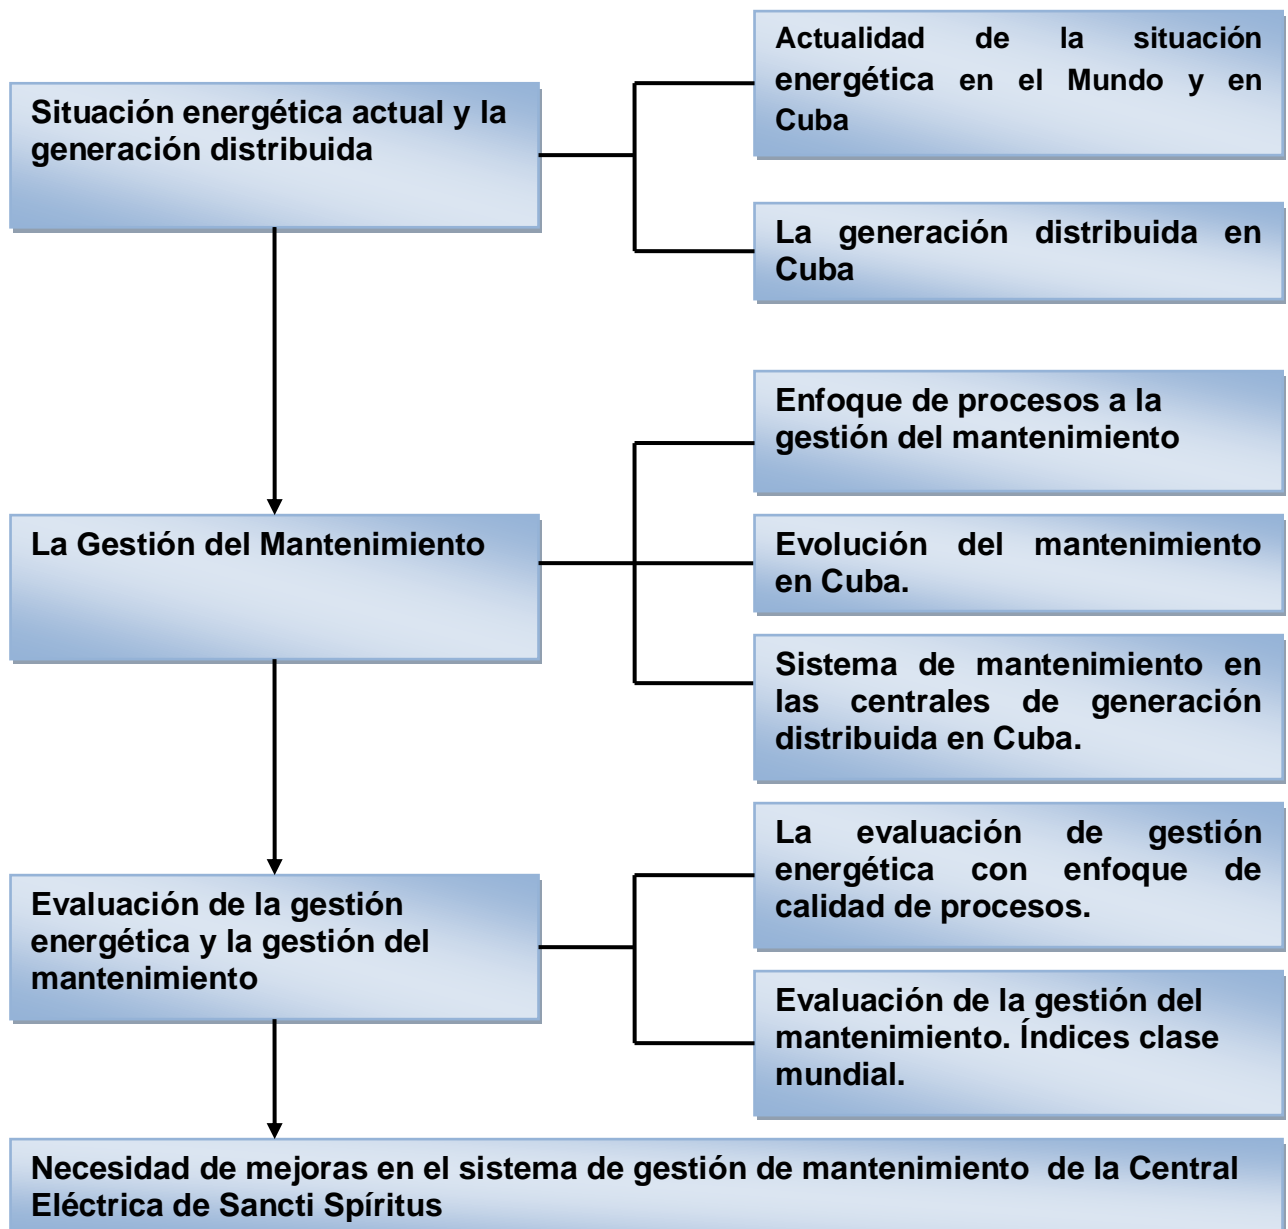 Situación energética actual y la
generación distribuida
Actualidad de la situación
energética en el Mundo y en
Cuba
La generación distribuida en
Cuba
La Gestión del Mantenimiento
Enfoque de procesos a la
gestión del mantenimiento
Evolución del mantenimiento
en Cuba.
Sistema de mantenimiento en
las centrales de generación
distribuida en Cuba.
Evaluación de la gestión
energética y la gestión del
mantenimiento
La evaluación de gestión
energética con enfoque de
calidad de procesos.
Evaluación de la gestión del
mantenimiento. Índices clase
mundial.
Necesidad de mejoras en el sistema de gestión de mantenimiento de la Central
Eléctrica de Sancti Spíritus